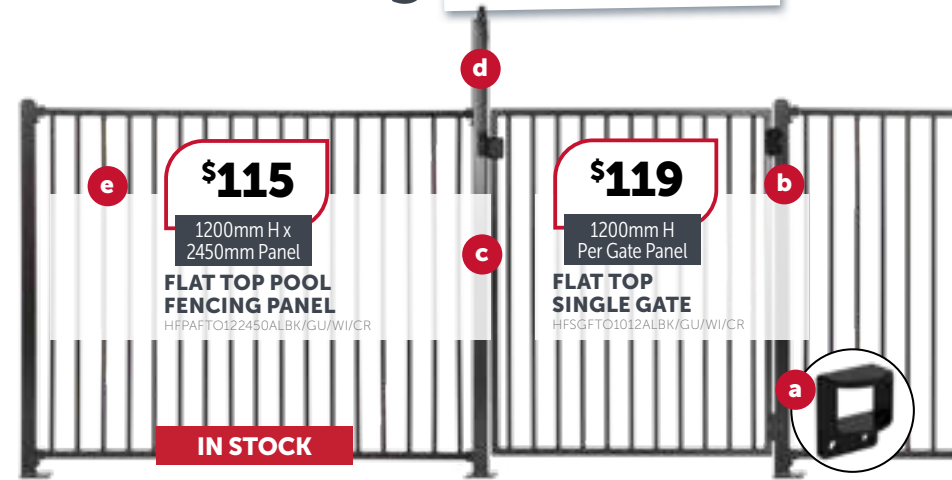 d
e
$115
1200mm H x
2450mm Panel
FLAT TOP POOL
FENCING PANEL
HFPAFTO122450ALBK/GU/WI/CR
IN STOCK
c
$119
1200mm H
Per Gate Panel
FLAT TOP
SINGLE GATE
HFSGFTO1012ALBK/GU/WI/CR
b
a